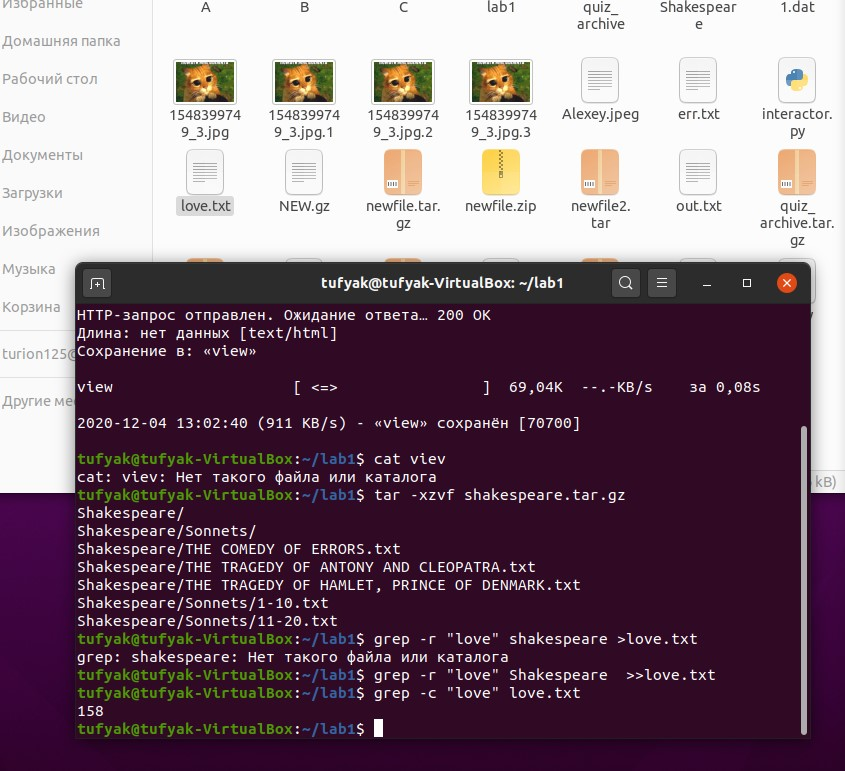 Избранные
Домашняя папка
Рабочий стол
Видео
Документы
Загрузки
Изображения
Музыка
Корзина
turion125@
Другие
A
B
C
lab1
quiz_
archive
Shakespear
e
1.dat
154839974
9_3.jpg
154839974
9_3.jpg.1
154839974
9_3.jpg.2
154839974
9_3.jpg.3
Alexey.jpeg
err.txt
interactor.
py
love.txt
NEW.gz
newfile.tar.
gz
newfile.zip
newfile2.
tar
out.txt
quiz_
archive.tar.
gz
kB)
tufyak@tufyak-VirtualBox: ~/lab1
HTTP-запрос отправлен. Ожидание ответа… 200 OK
Длина: нет данных [text/html]
Сохранение в: «view»
view [ <=> ] 69,04K --.-KB/s за 0,08s
2020-12-04 13:02:40 (911 KB/s) - «view» сохранён [70700]
tufyak@tufyak-VirtualBox:~/lab1$ cat viev
cat: viev: Нет такого файла или каталога
tufyak@tufyak-VirtualBox:~/lab1$ tar -xzvf shakespeare.tar.gz
Shakespeare/
Shakespeare/Sonnets/
Shakespeare/THE COMEDY OF ERRORS.txt
Shakespeare/THE TRAGEDY OF ANTONY AND CLEOPATRA.txt
Shakespeare/THE TRAGEDY OF HAMLET, PRINCE OF DENMARK.txt
Shakespeare/Sonnets/1-10.txt
Shakespeare/Sonnets/11-20.txt
tufyak@tufyak-VirtualBox:~/lab1$ grep -r "love" shakespeare >love.txt
grep: shakespeare: Нет такого файла или каталога
tufyak@tufyak-VirtualBox:~/lab1$ grep -r "love" Shakespeare  >>love.txt
tufyak@tufyak-VirtualBox:~/lab1$ grep -c "love" love.txt
158
tufyak@tufyak-VirtualBox:~/lab1$